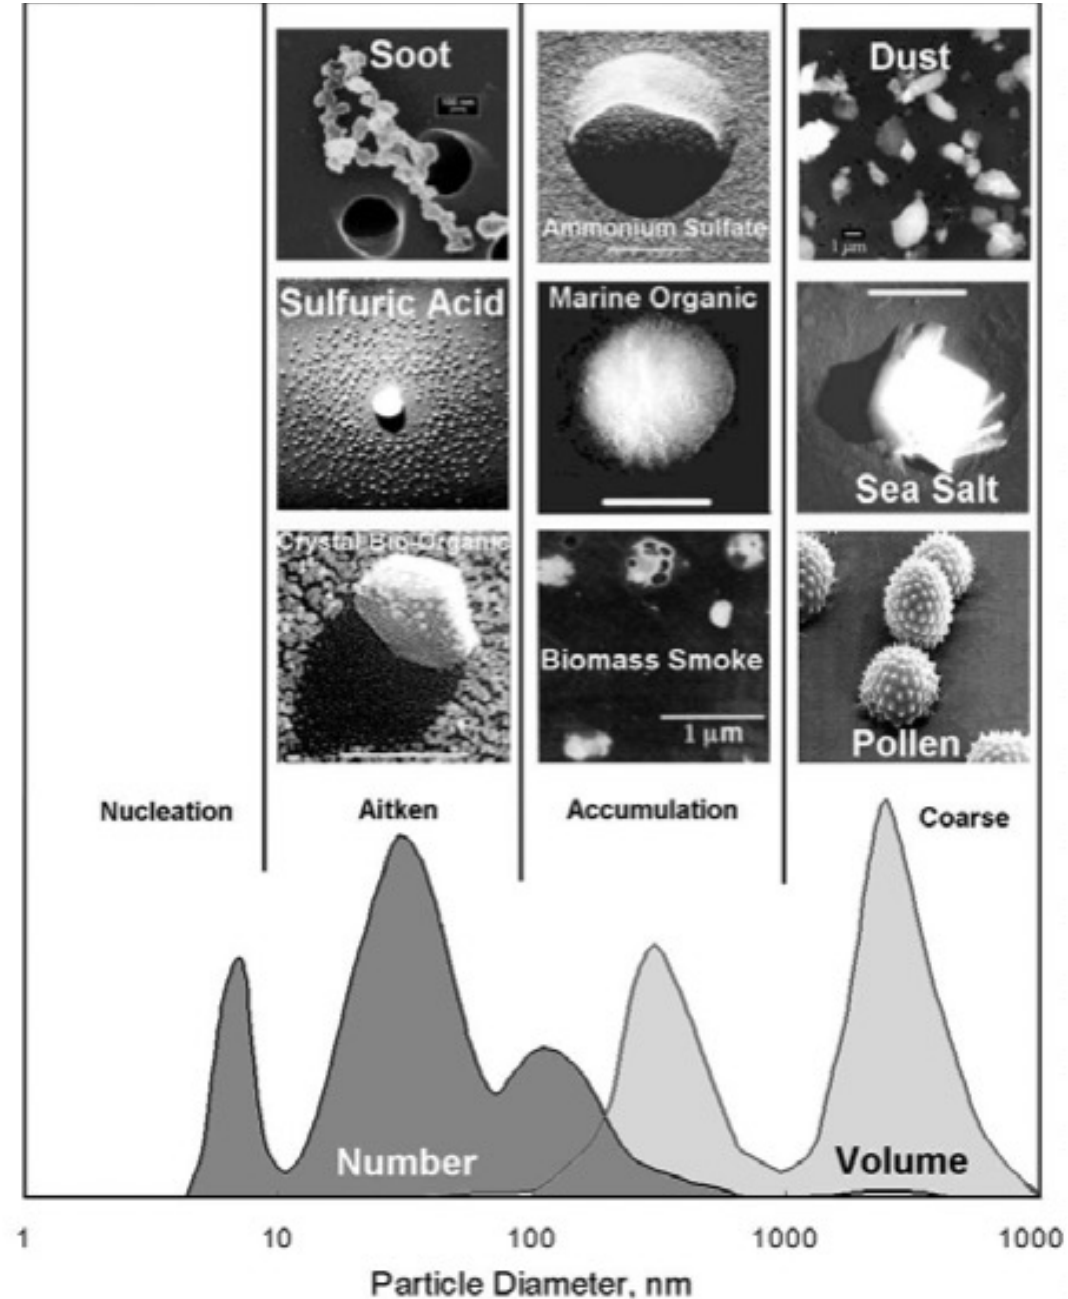 Soot
Ammonium Sulfate
Dust
1 µm
Sulfuric Acid
Marine Organic
Sea Salt
Crystal Bio-Organic
Biomass Smoke
1 µm
Pollen
Nucleation
Aitken
Accumulation
Coarse
Number
Volume
1
10
100
1000
1000
Particle Diameter, nm